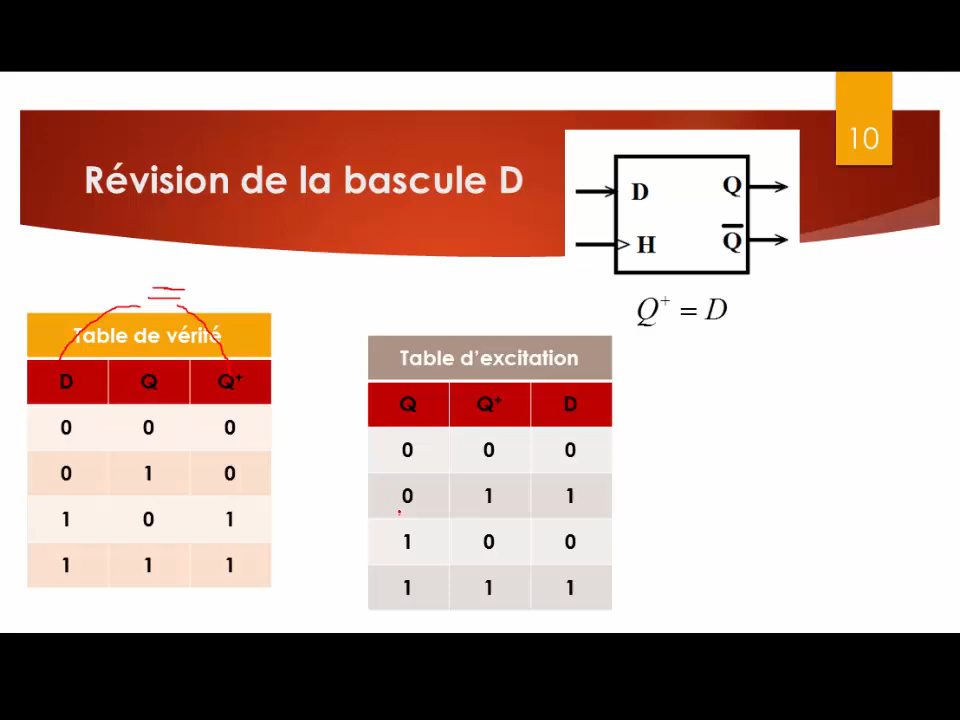 10
Révision de la bascule D
D Q
> H Q̅
Q⁺ = D
Table de vérité
D Q Q⁺
0 0 0
0 1 0
1 0 1
1 1 1
Table d’excitation
Q Q⁺ D
0 0 0
0 1 1
1 0 0
1 1 1